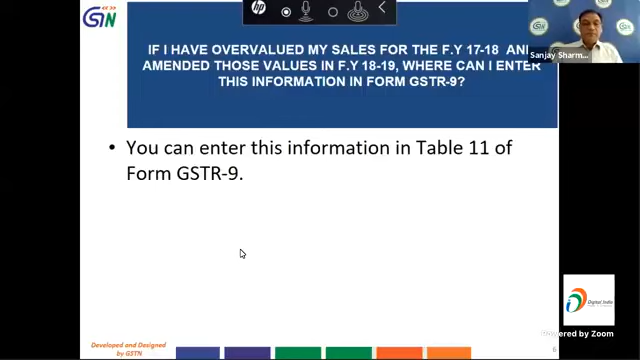 GSTN
hp
IF I HAVE OVERVALUED MY SALES FOR THE F.Y 17-18 AND
AMENDED THOSE VALUES IN F.Y 18-19, WHERE CAN I ENTER
THIS INFORMATION IN FORM GSTR-9?
Sanjay Sharm...
• You can enter this information in Table 11 of
Form GSTR-9.
Digital India
Powered by Zoom
Developed and Designed
by GSTN
6